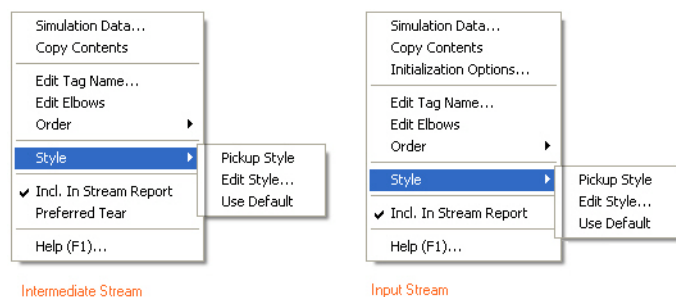 Simulation Data...
Copy Contents
Edit Tag Name...
Edit Elbows
Order
Style
Pickup Style
Edit Style...
Use Default
Incl. In Stream Report
Preferred Tear
Help (F1)...
Intermediate Stream
Simulation Data...
Copy Contents
Initialization Options...
Edit Tag Name...
Edit Elbows
Order
Style
Pickup Style
Edit Style...
Use Default
Incl. In Stream Report
Help (F1)...
Input Stream